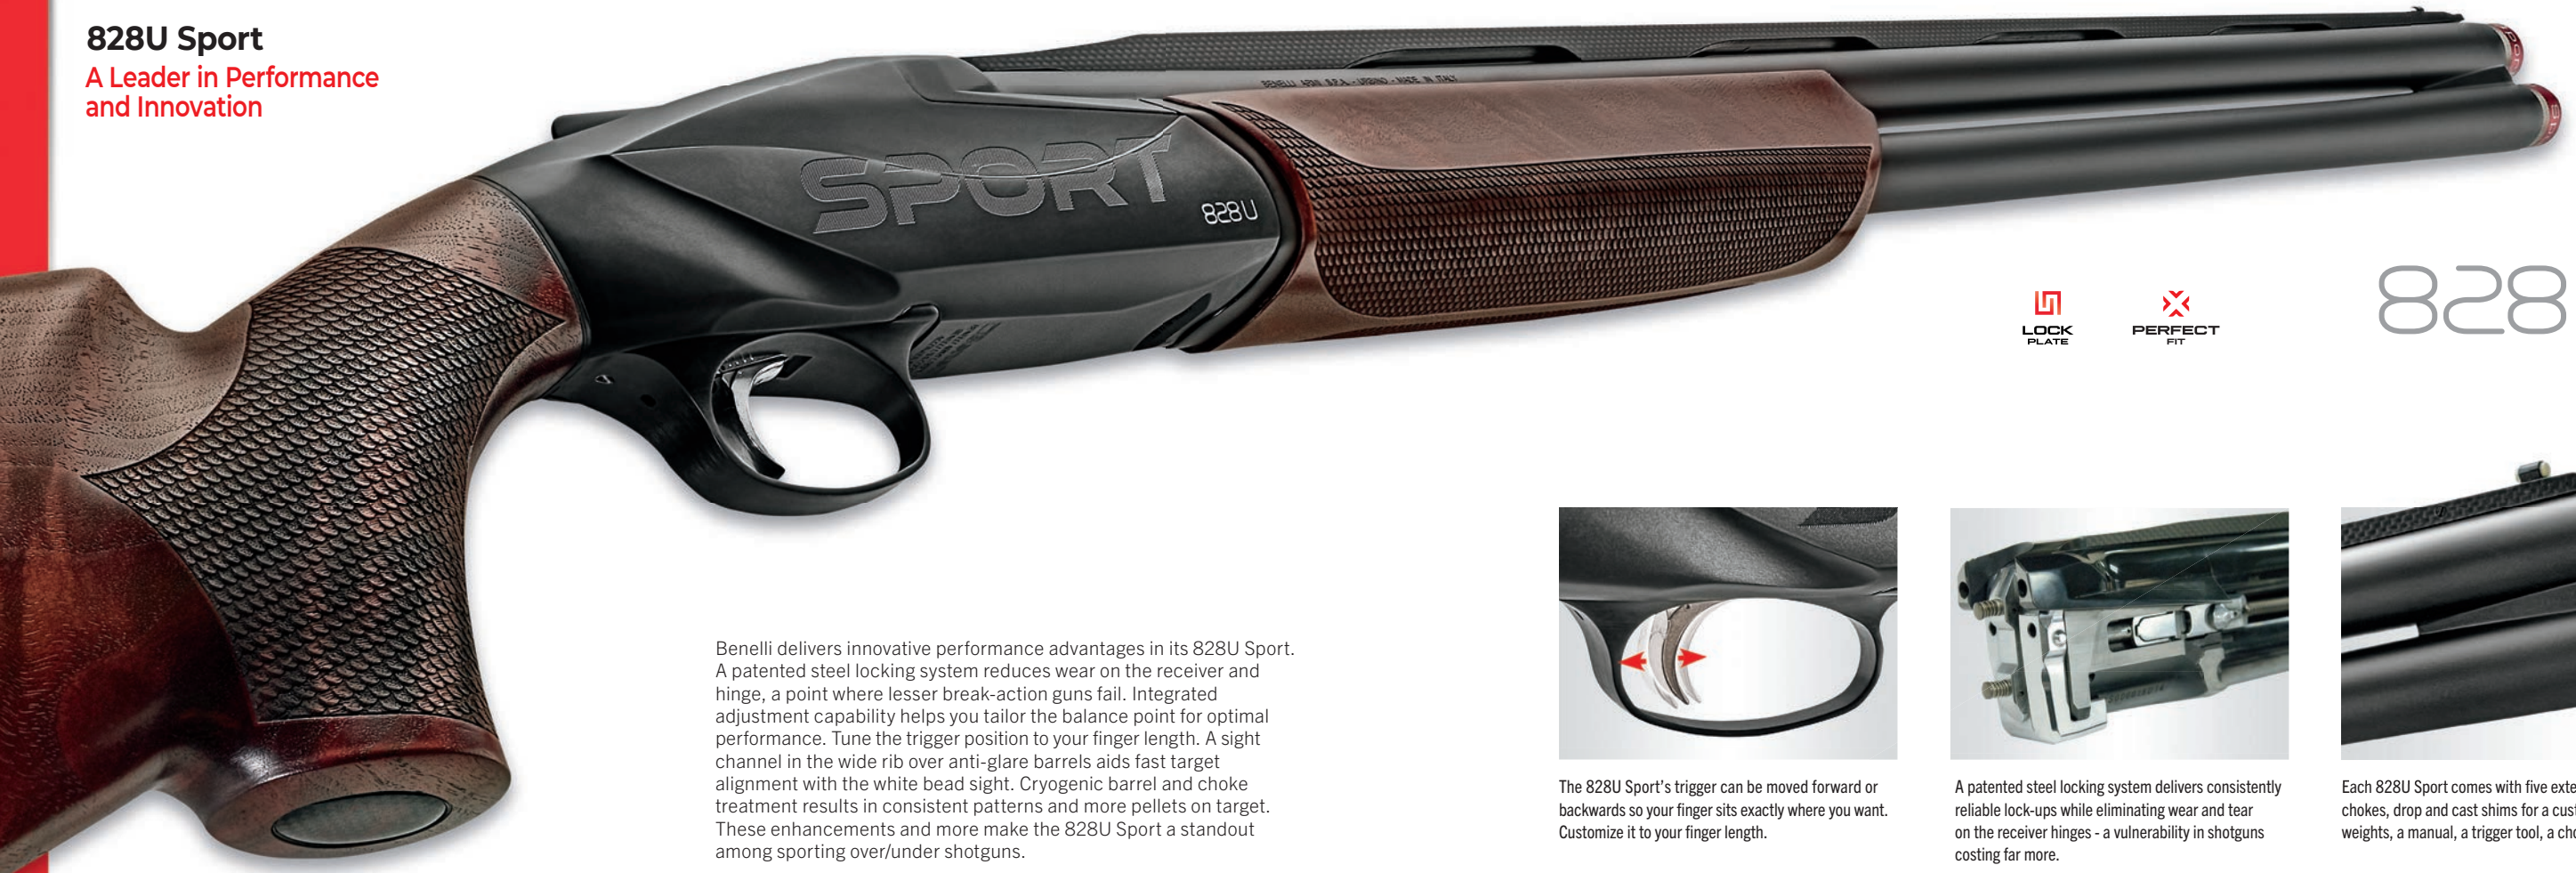 828U Sport
A Leader in Performance
and Innovation
BENELLI ARMI S.P.A. - URBINO - MADE IN ITALY
SPORT
828U
LOCK
PLATE
PERFECT
FIT
828
Benelli delivers innovative performance advantages in its 828U Sport.
A patented steel locking system reduces wear on the receiver and
hinge, a point where lesser break-action guns fail. Integrated
adjustment capability helps you tailor the balance point for optimal
performance. Tune the trigger position to your finger length. A sight
channel in the wide rib over anti-glare barrels aids fast target
alignment with the white bead sight. Cryogenic barrel and choke
treatment results in consistent patterns and more pellets on target.
These enhancements and more make the 828U Sport a standout
among sporting over/under shotguns.
The 828U Sport's trigger can be moved forward or
backwards so your finger sits exactly where you want.
Customize it to your finger length.
A patented steel locking system delivers consistently
reliable lock-ups while eliminating wear and tear
on the receiver hinges - a vulnerability in shotguns
costing far more.
Each 828U Sport comes with five exte
chokes, drop and cast shims for a cus
weights, a manual, a trigger tool, a cho